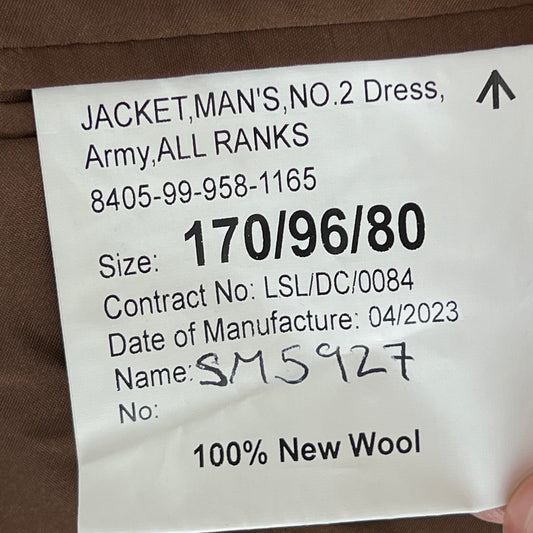 JACKET,MAN'S,NO.2 Dress,
Army,ALL RANKS
8405-99-958-1165
Size: 170/96/80
Contract No: LSL/DC/0084
Date of Manufacture: 04/2023
Name: SM5927
No:
100% New Wool